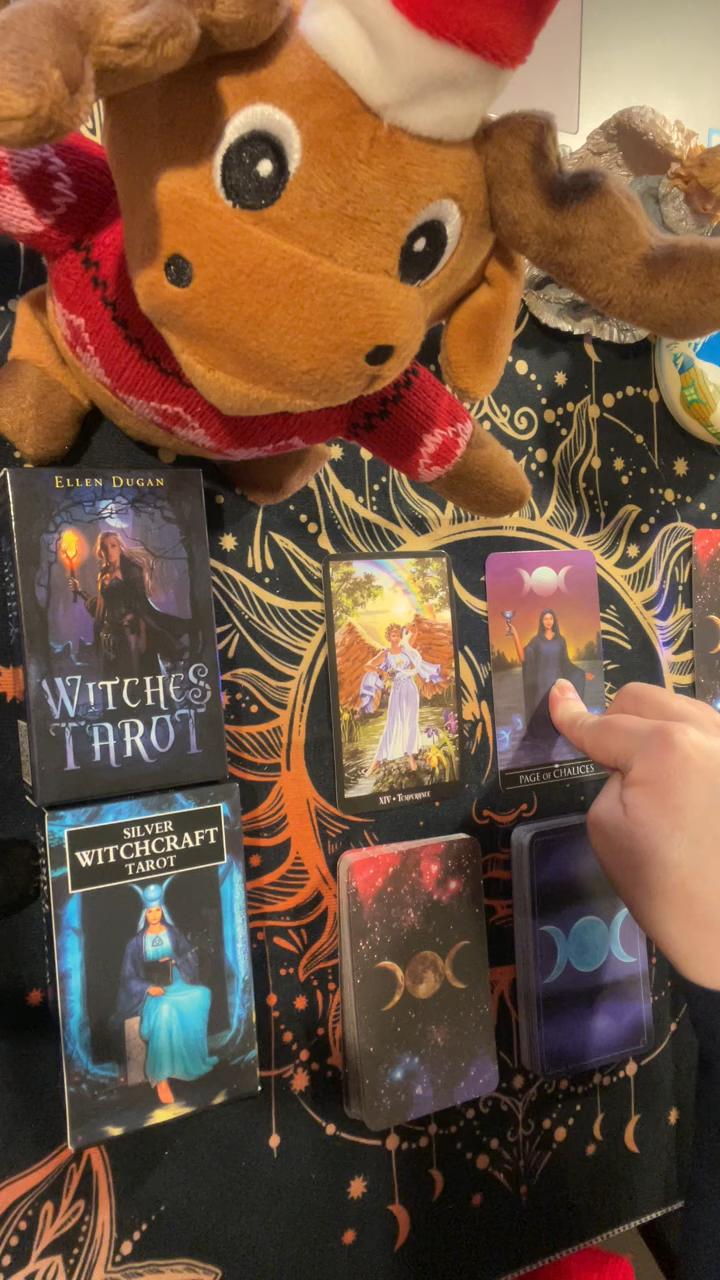 ELLEN DUGAN
WITCHES
TAROT
SILVER
WITCHCRAFT
TAROT
XIV • TEMPERANCE
PAGE OF CHALICES